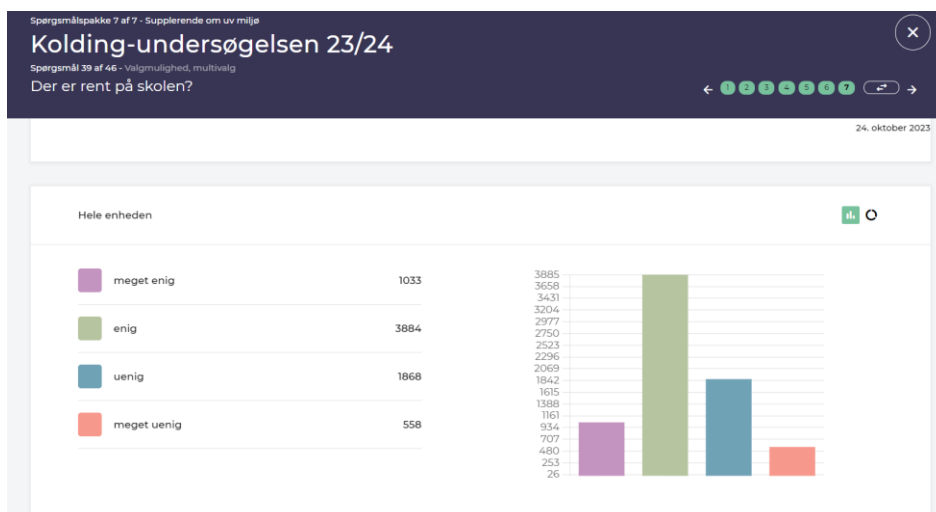 Spørgsmålspakke 7 af 7 - Supplerende om uv miljø
Kolding-undersøgelsen 23/24
Spørgsmål 39 af 46 - Valgmulighed, multivalg
Der er rent på skolen?
1 2 3 4 5 6 7
24. oktober 2023
Hele enheden
meget enig 1033
enig 3884
uenig 1868
meget uenig 558
3885
3658
3431
3204
2977
2750
2523
2296
2069
1842
1615
1388
1161
934
707
480
253
26